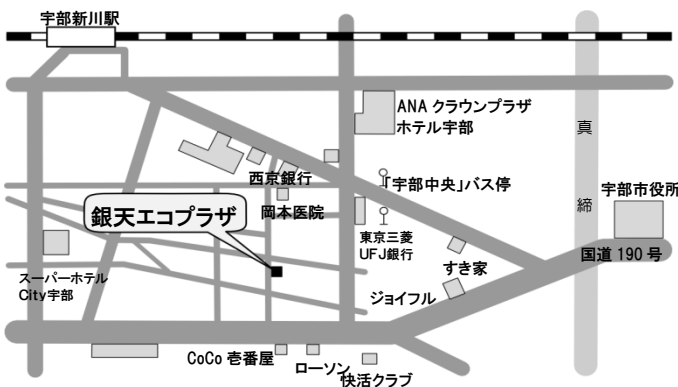 宇部新川駅
ANA クラウンプラザ
ホテル宇部
真
締
西京銀行
「宇部中央」バス停
宇部市役所
岡本医院
銀天エコプラザ
東京三菱
UFJ銀行
国道 190 号
すき家
スーパーホテル
City宇部
ジョイフル
CoCo 壱番屋
ローソン
快活クラブ